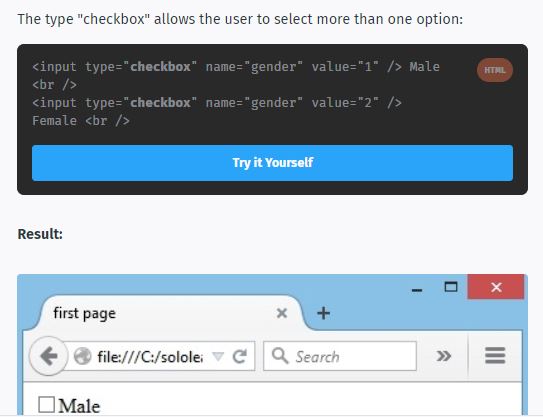 The type "checkbox" allows the user to select more than one option:
<input type="checkbox" name="gender" value="1" /> Male
HTML
<br />
<input type="checkbox" name="gender" value="2" />
Female <br />
Try it Yourself
Result:
first page
file:///C:/solole
Search
Male